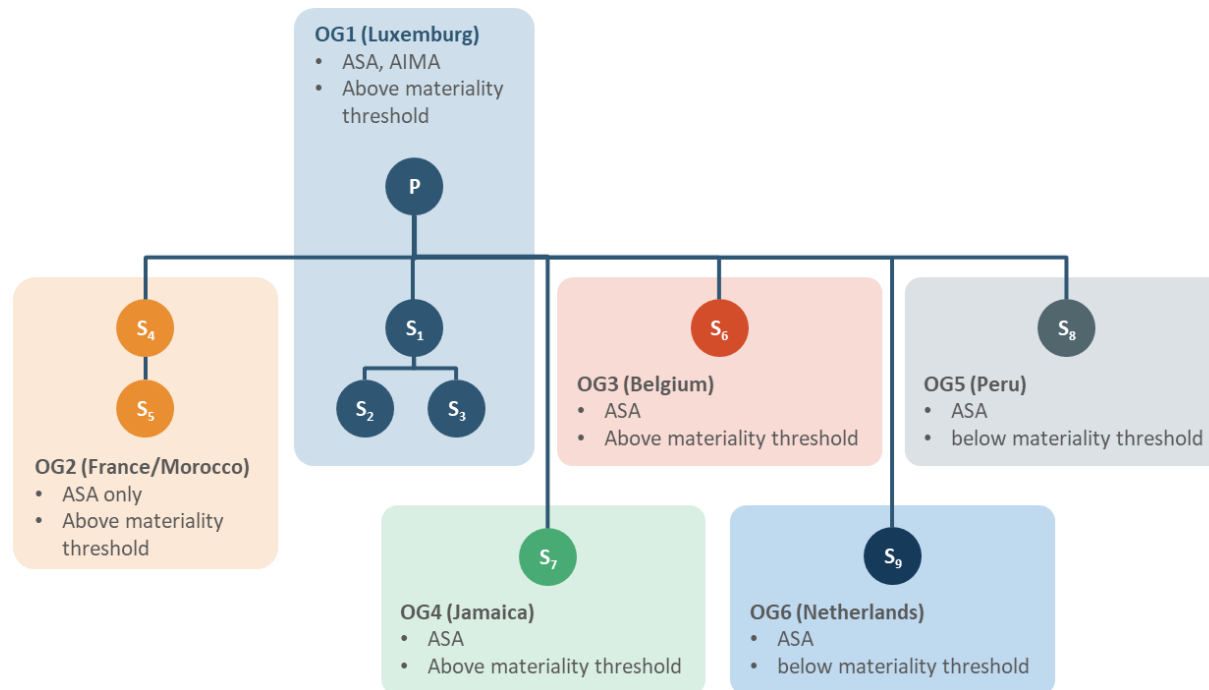 OG1 (Luxemburg)
• ASA, AIMA
• Above materiality
threshold
P
S₄
S₅
OG2 (France/Morocco)
• ASA only
• Above materiality
threshold
S₁
S₂
S₃
S₆
OG3 (Belgium)
• ASA
• Above materiality threshold
S₈
OG5 (Peru)
• ASA
• below materiality threshold
S₇
OG4 (Jamaica)
• ASA
• Above materiality threshold
S₉
OG6 (Netherlands)
• ASA
• below materiality threshold